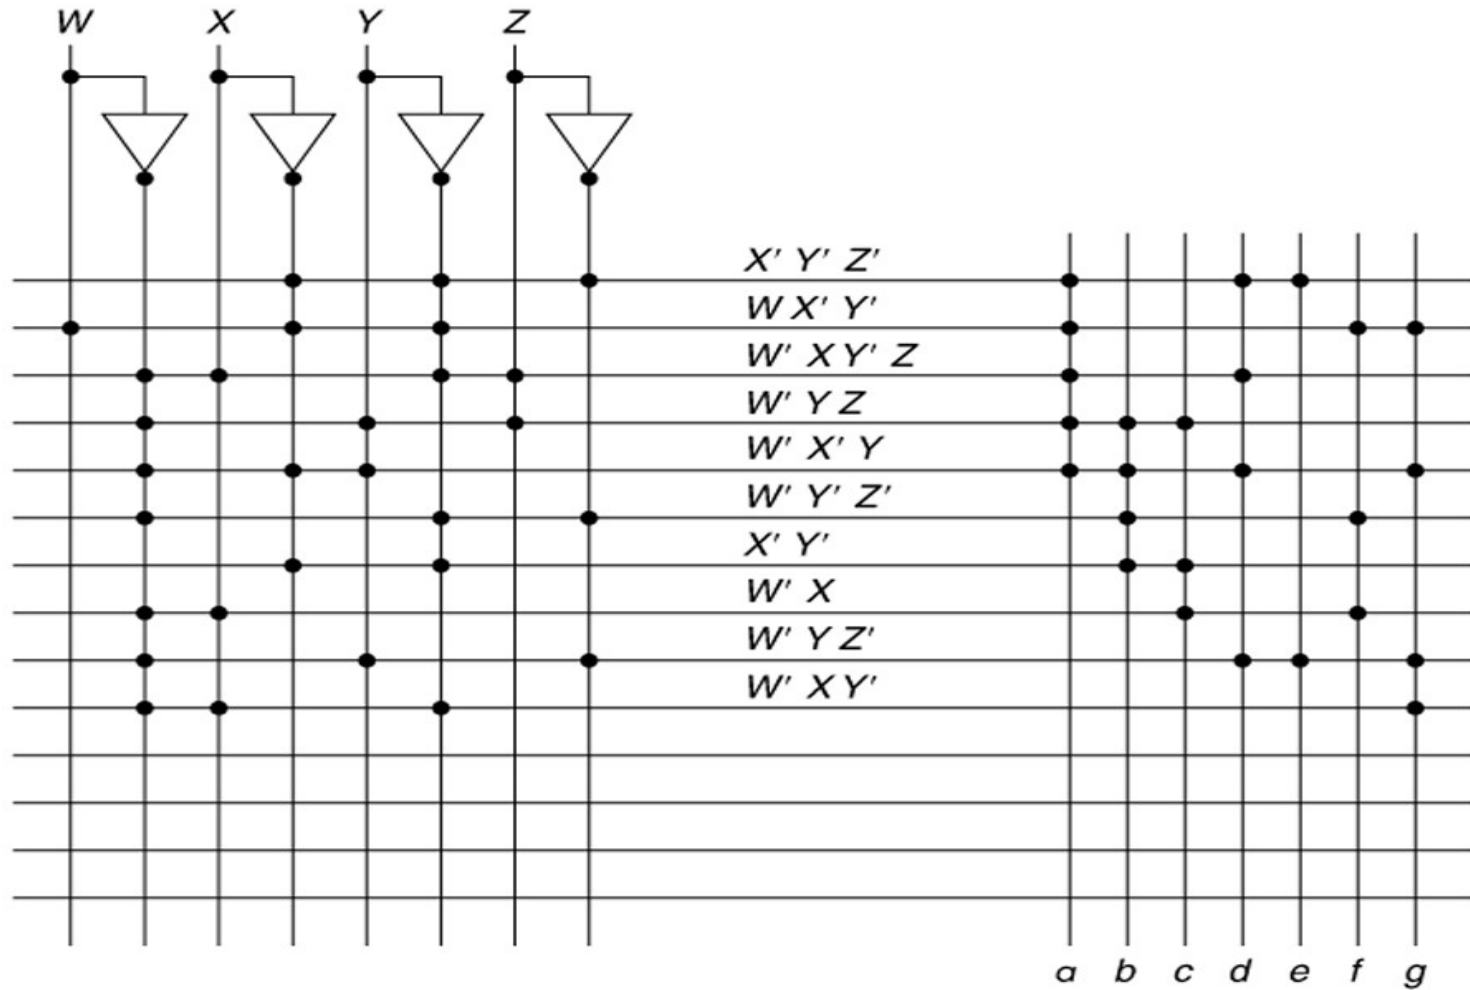 W X Y Z
X' Y' Z'
W X' Y'
W' X Y' Z
W' Y Z
W' X' Y
W' Y' Z'
X' Y'
W' X
W' Y Z'
W' X Y'
a b c d e f g